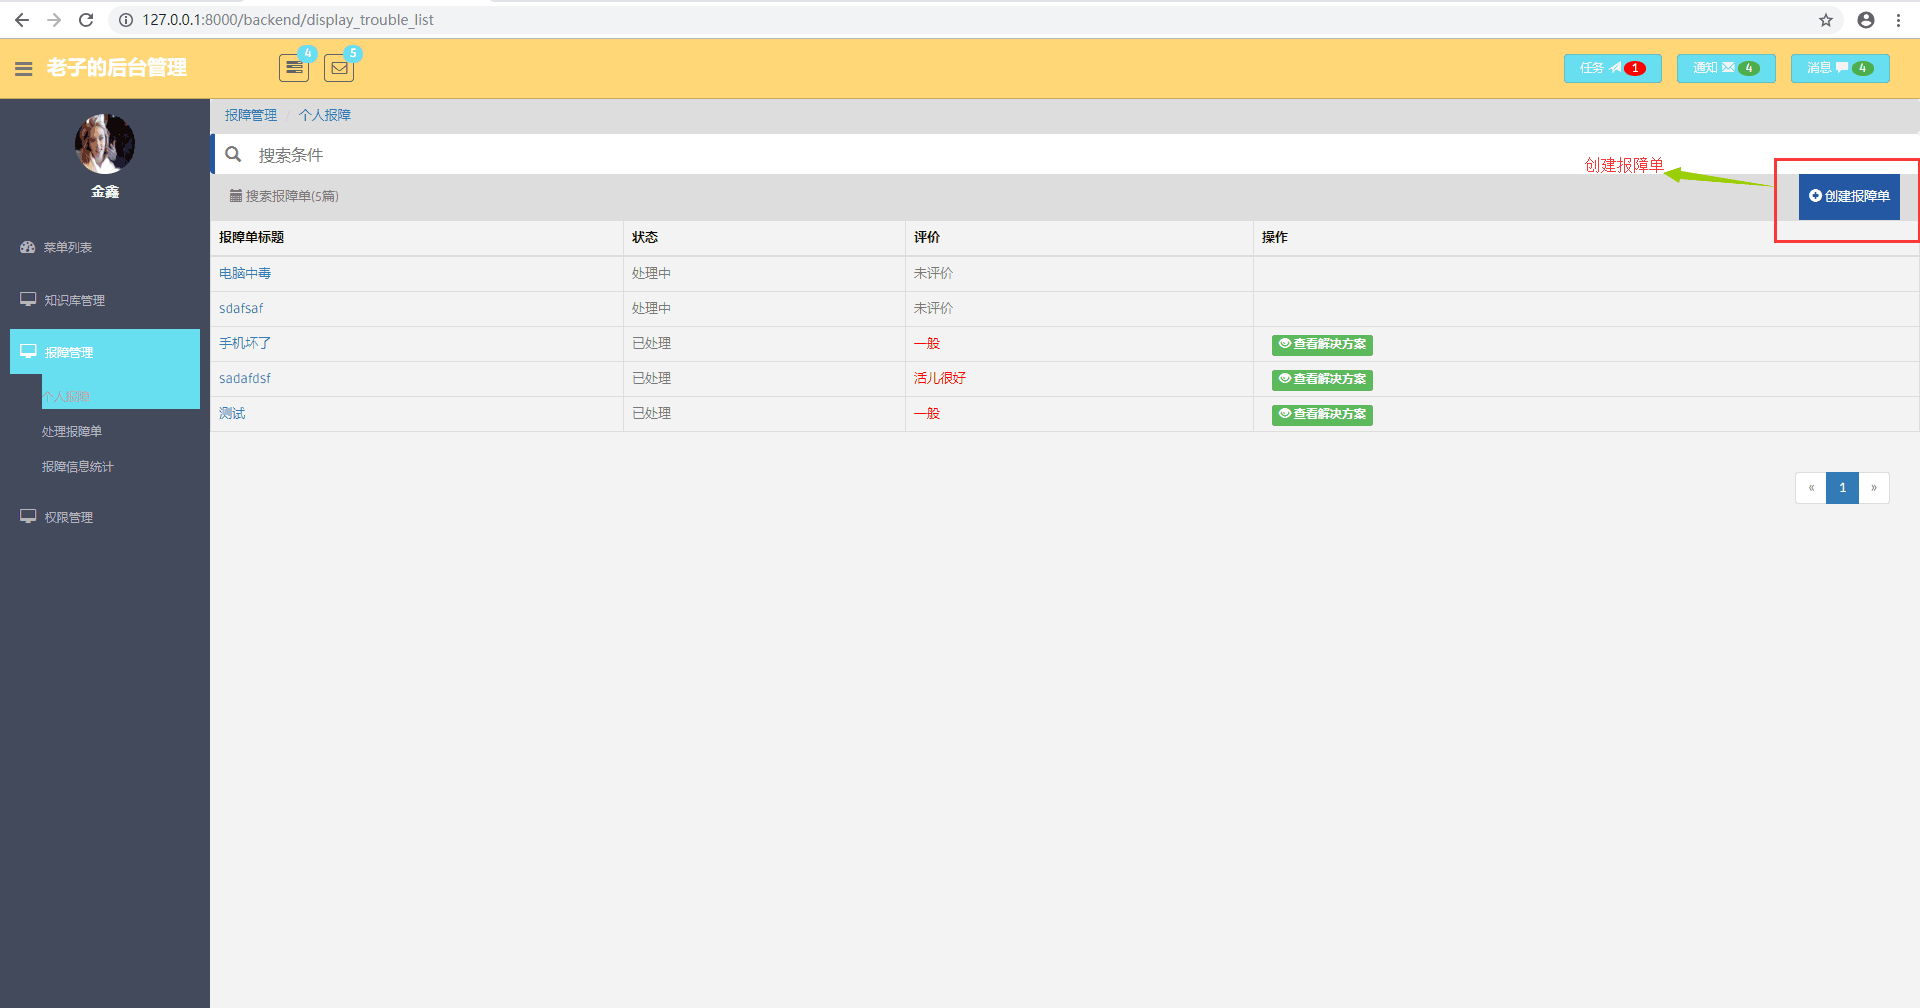 127.0.0.1:8000/backend/display_trouble_list
老子的后台管理
4
5
任务 1
通知 4
消息 4
金鑫
菜单列表
知识库管理
报障管理
个人报障
处理报障单
报障信息统计
权限管理
报障管理 / 个人报障
搜索条件
创建报障单
搜索报障单(5篇)
创建报障单
报障单标题 状态 评价 操作
电脑中毒 处理中 未评价
sdafsaf 处理中 未评价
手机坏了 已处理 一般 查看解决方案
sadafdsf 已处理 活儿很好 查看解决方案
测试 已处理 一般 查看解决方案
« 1 »